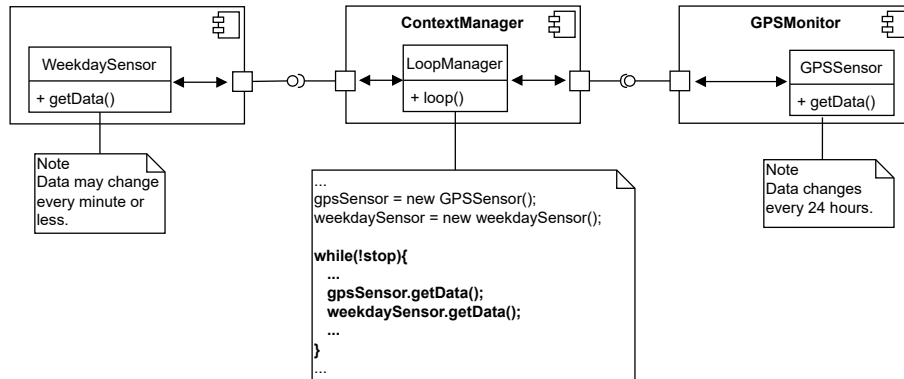 ContextManager
GPSMonitor
WeekdaySensor
+ getData()
LoopManager
+ loop()
GPSSensor
+ getData()
Note
Data may change
every minute or
less.
...
gpsSensor = new GPSSensor();
weekdaySensor = new weekdaySensor();
while(!stop){
...
gpsSensor.getData();
weekdaySensor.getData();
...
}
...
Note
Data changes
every 24 hours.